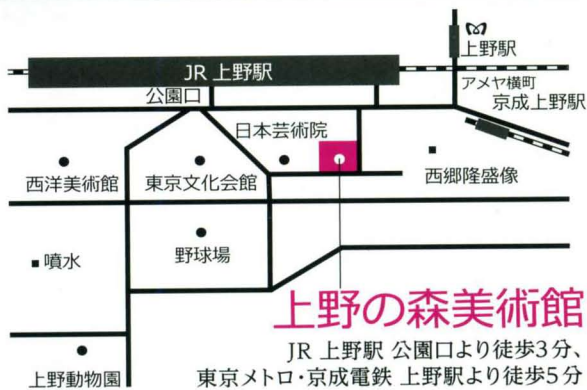 上野駅
JR 上野駅
アメヤ横町
公園口
京成上野駅
日本芸術院
西洋美術館
東京文化会館
西郷隆盛像
噴水
野球場
上野の森美術館
JR 上野駅 公園口より徒歩3分、
上野動物園
東京メトロ・京成電鉄 上野駅より徒歩5分